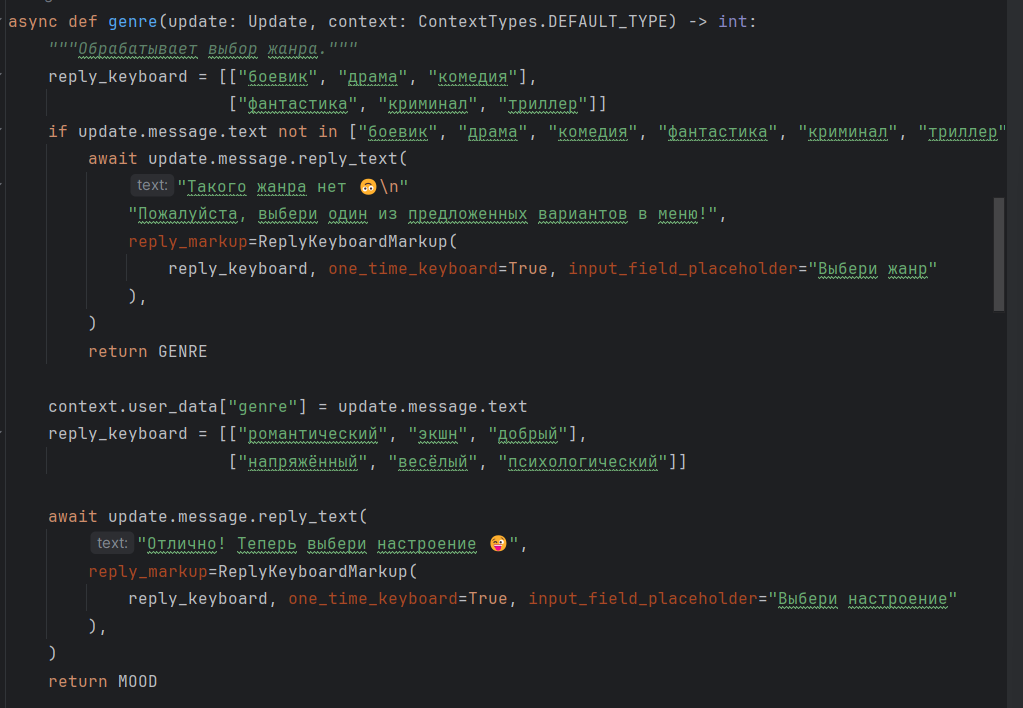 async def genre(update: Update, context: ContextTypes.DEFAULT_TYPE) -> int:
    """Обрабатывает выбор жанра."""
    reply_keyboard = [["боевик", "драма", "комедия"],
                      ["фантастика", "криминал", "триллер"]]
    if update.message.text not in ["боевик", "драма", "комедия", "фантастика", "криминал", "триллер"
        await update.message.reply_text(
            text: "Такого жанра нет 🙃\n"
            "Пожалуйста, выбери один из предложенных вариантов в меню!",
            reply_markup=ReplyKeyboardMarkup(
                reply_keyboard, one_time_keyboard=True, input_field_placeholder="Выбери жанр"
            ),
        )
        return GENRE
    context.user_data["genre"] = update.message.text
    reply_keyboard = [["романтический", "экшн", "добрый"],
                      ["напряжённый", "весёлый", "психологический"]]
    await update.message.reply_text(
        text: "Отлично! Теперь выбери настроение 😜",
        reply_markup=ReplyKeyboardMarkup(
            reply_keyboard, one_time_keyboard=True, input_field_placeholder="Выбери настроение"
        ),
    )
    return MOOD